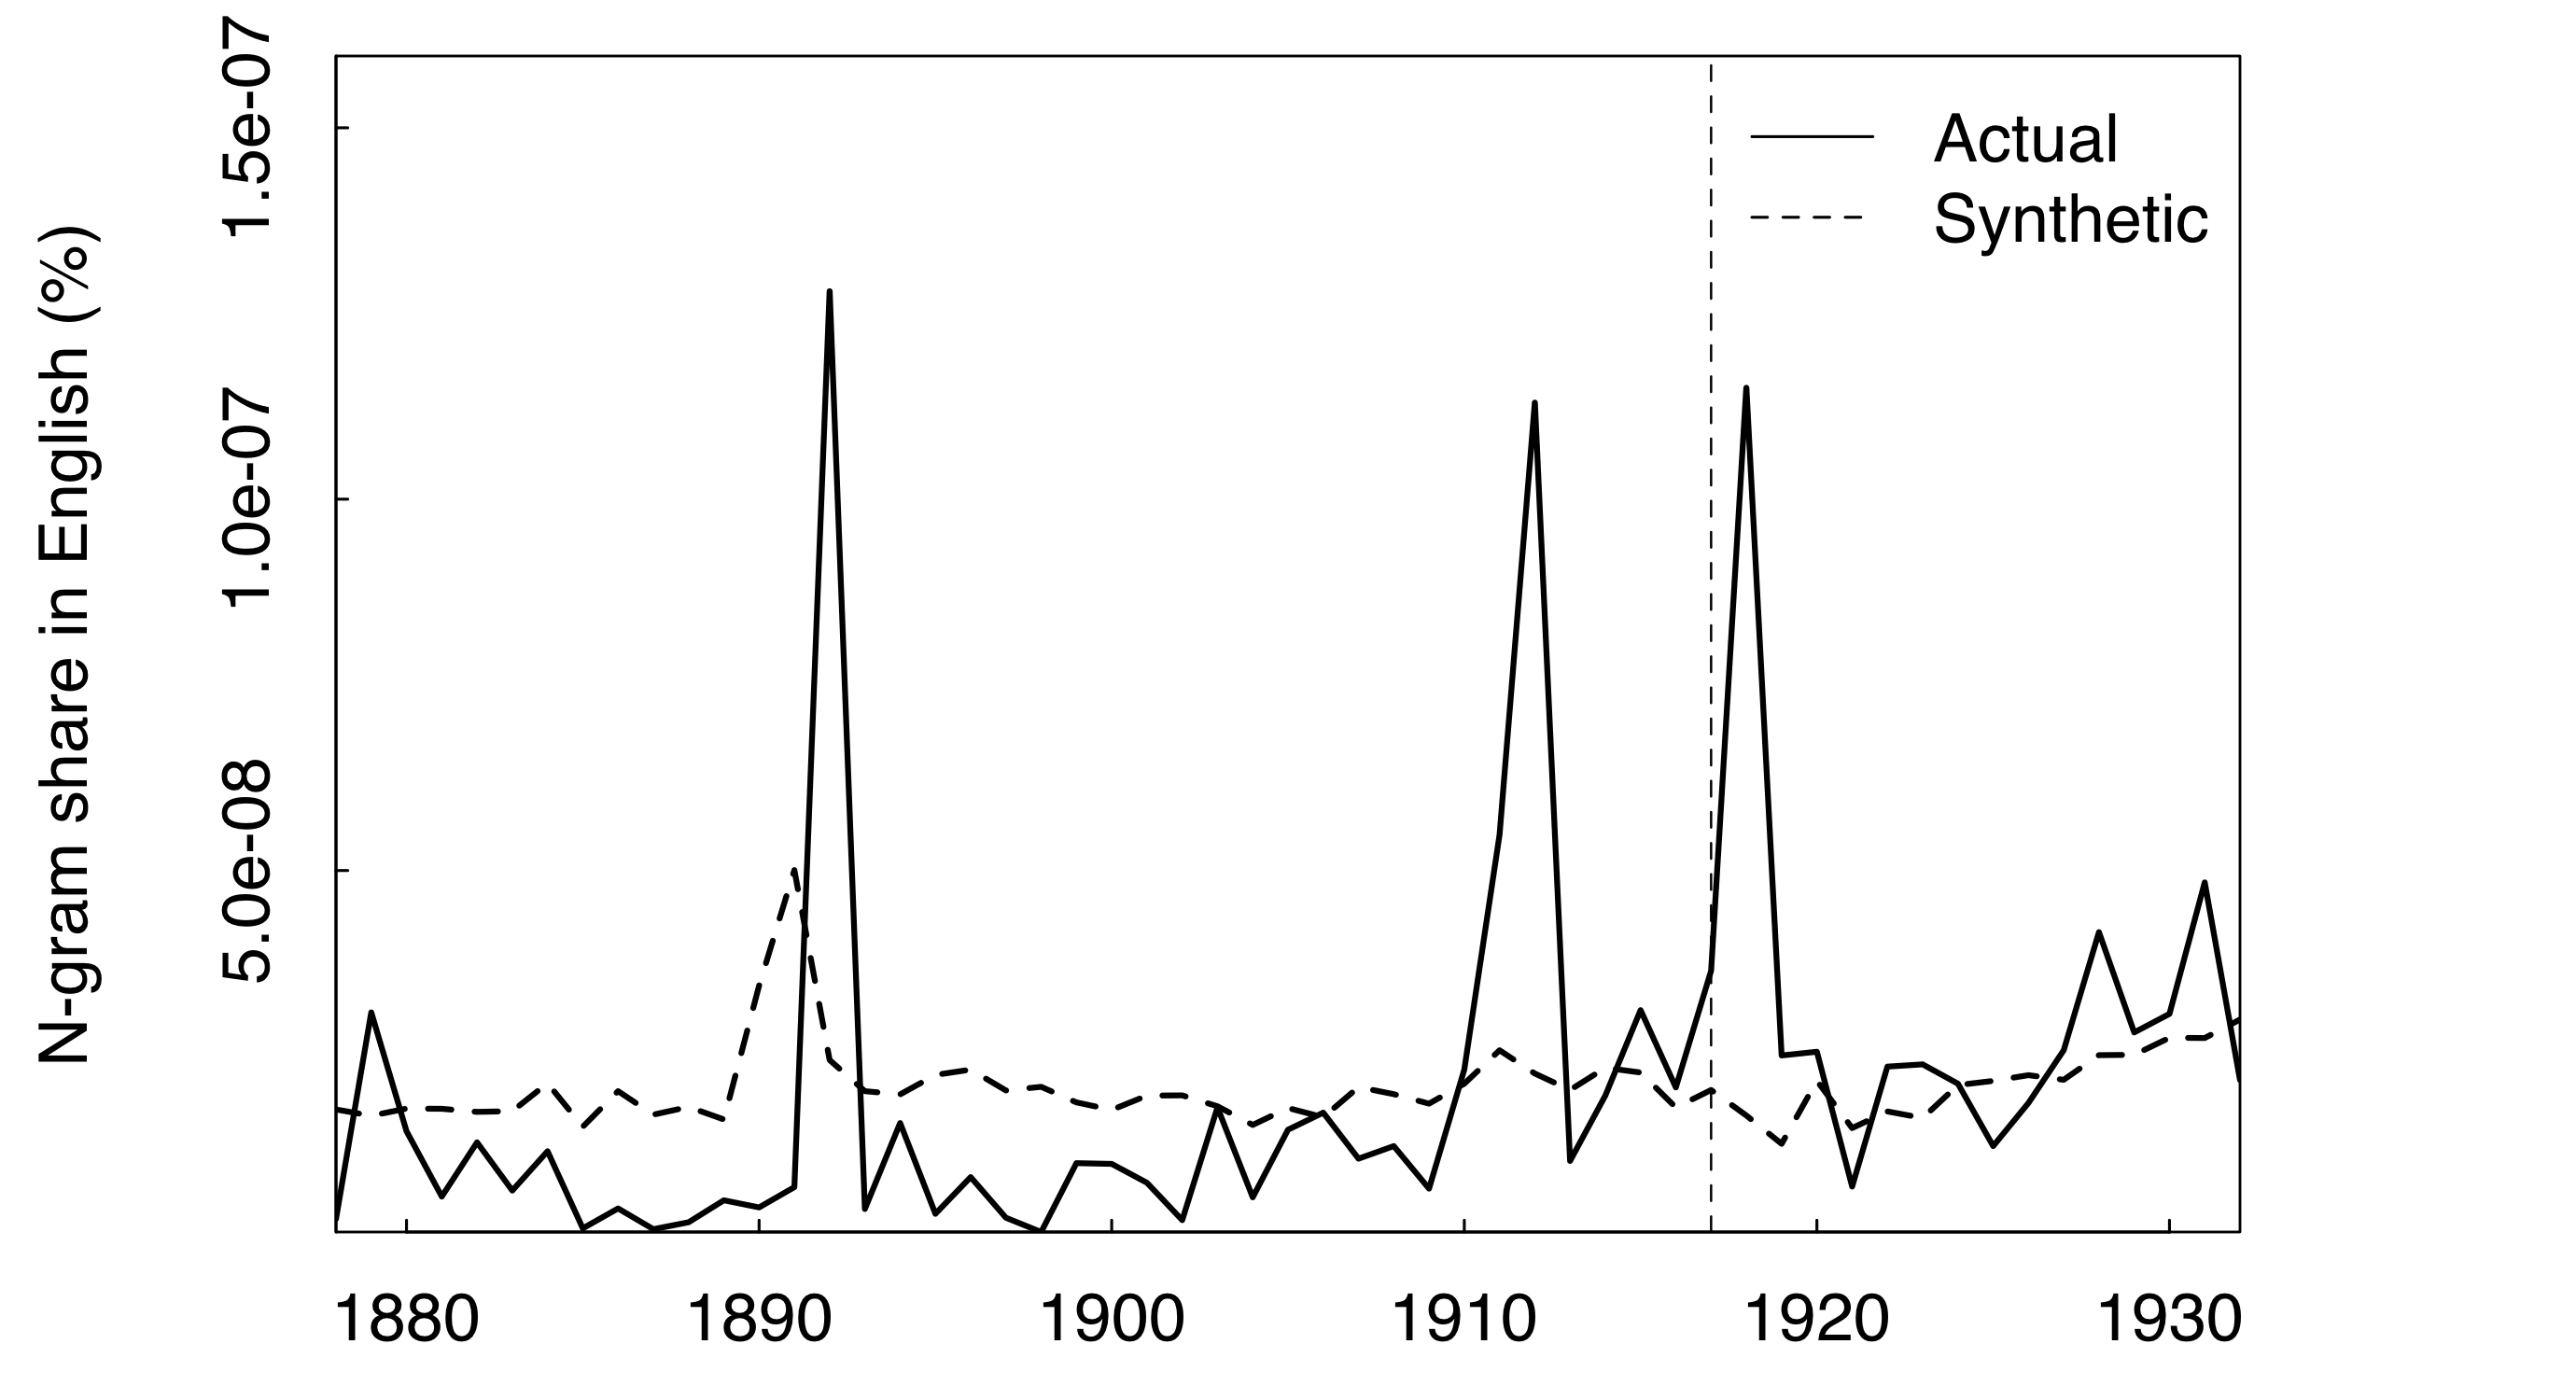 N-gram share in English (%)
1.5e-07
1.0e-07
5.0e-08
Actual
Synthetic
1880 1890 1900 1910 1920 1930